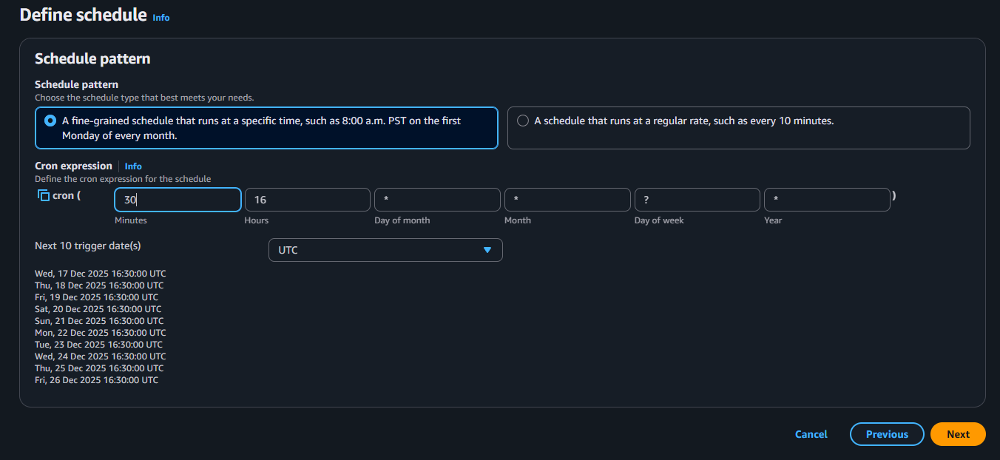 Define schedule Info
Schedule pattern
Schedule pattern
Choose the schedule type that best meets your needs.
A fine-grained schedule that runs at a specific time, such as 8:00 a.m. PST on the first
Monday of every month.
A schedule that runs at a regular rate, such as every 10 minutes.
Cron expression Info
Define the cron expression for the schedule
cron ( 30 16 * * ? * )
Minutes Hours Day of month Month Day of week Year
Next 10 trigger date(s) UTC
Wed, 17 Dec 2025 16:30:00 UTC
Thu, 18 Dec 2025 16:30:00 UTC
Fri, 19 Dec 2025 16:30:00 UTC
Sat, 20 Dec 2025 16:30:00 UTC
Sun, 21 Dec 2025 16:30:00 UTC
Mon, 22 Dec 2025 16:30:00 UTC
Tue, 23 Dec 2025 16:30:00 UTC
Wed, 24 Dec 2025 16:30:00 UTC
Thu, 25 Dec 2025 16:30:00 UTC
Fri, 26 Dec 2025 16:30:00 UTC
Cancel Previous Next